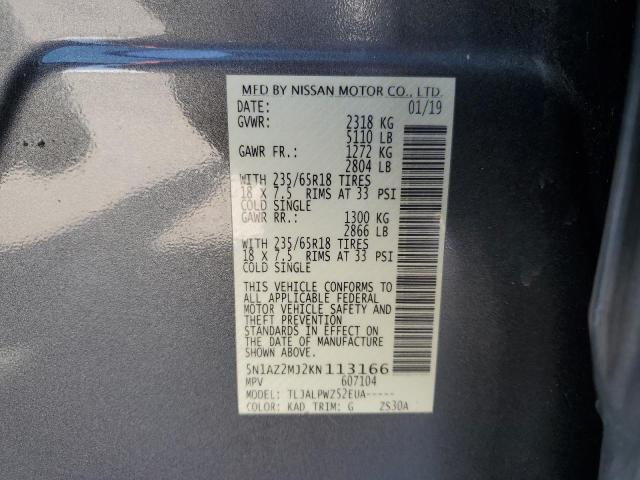 MFD BY NISSAN MOTOR CO., LTD.
DATE: 01/19
GVWR: 2318 KG
5110 LB
GAWR FR.: 1272 KG
2804 LB
WITH 235/65R18 TIRES
18 X 7.5 RIMS AT 33 PSI
COLD SINGLE
GAWR RR.: 1300 KG
2866 LB
WITH 235/65R18 TIRES
18 X 7.5 RIMS AT 33 PSI
COLD SINGLE
THIS VEHICLE CONFORMS TO
ALL APPLICABLE FEDERAL
MOTOR VEHICLE SAFETY AND
THEFT PREVENTION
STANDARDS IN EFFECT ON
THE DATE OF MANUFACTURE
SHOWN ABOVE.
5N1AZ2MJ2KN113166
MPV 607104
MODEL: TLJALPWZ52EUA-----
COLOR: KAD TRIM: G ZS30A